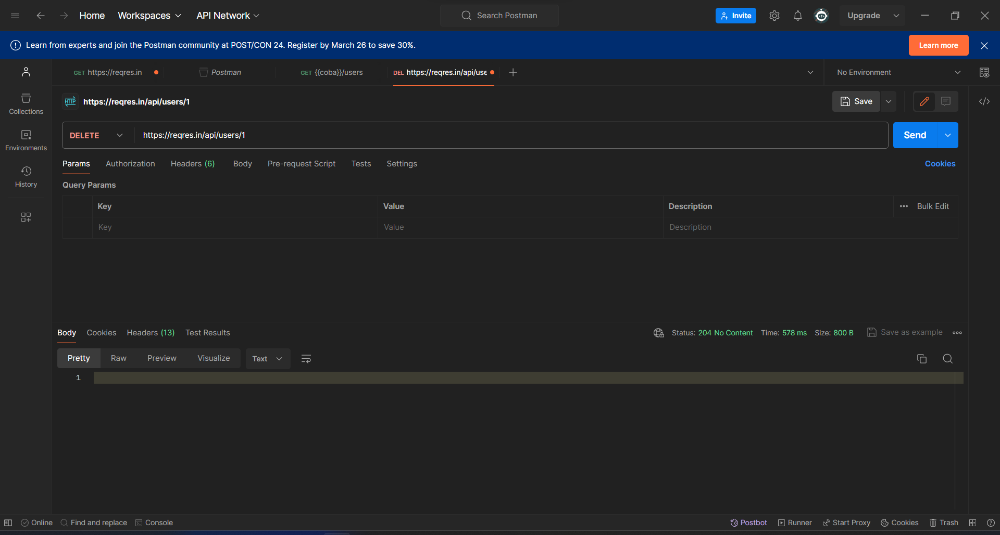 Home Workspaces API Network Search Postman Invite Upgrade
Learn from experts and join the Postman community at POST/CON 24. Register by March 26 to save 30%. Learn more
GET https://reqres.in Postman GET {{coba}}/users DEL https://reqres.in/api/use No Environment
HTTP https://reqres.in/api/users/1 Save
Collections
DELETE https://reqres.in/api/users/1 Send
Environments
Params Authorization Headers (6) Body Pre-request Script Tests Settings Cookies
History
Query Params
Key Value Description Bulk Edit
Key Value Description
Body Cookies Headers (13) Test Results Status: 204 No Content Time: 578 ms Size: 800 B Save as example
Pretty Raw Preview Visualize Text
1
Online Find and replace Console Postbot Runner Start Proxy Cookies Trash